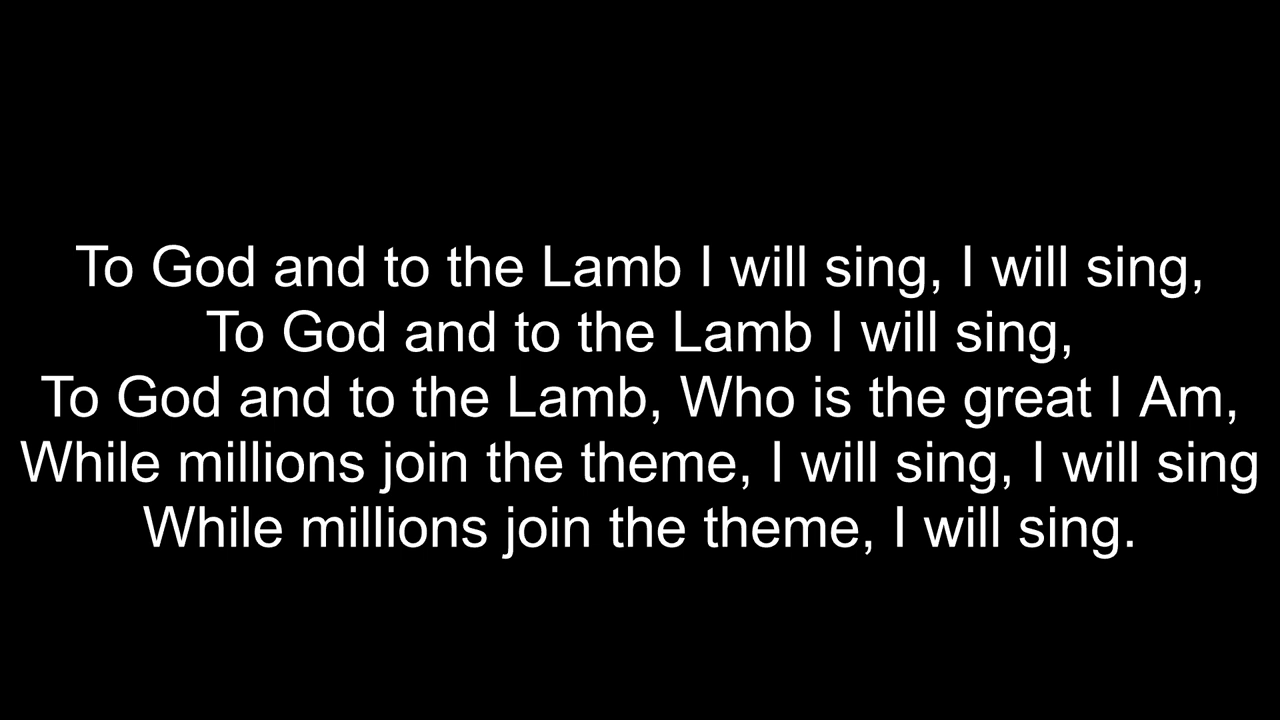 To God and to the Lamb I will sing, I will sing,
To God and to the Lamb I will sing,
To God and to the Lamb, Who is the great I Am,
While millions join the theme, I will sing, I will sing
While millions join the theme, I will sing.